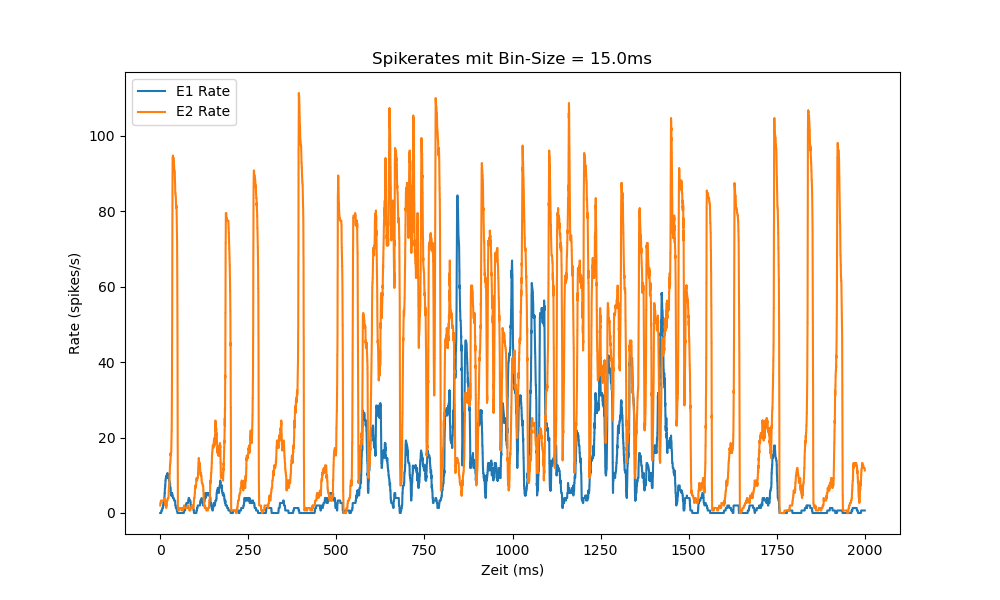 Spikerates mit Bin-Size = 15.0ms
E1 Rate
E2 Rate
Rate (spikes/s)
100
80
60
40
20
0
0 250 500 750 1000 1250 1500 1750 2000
Zeit (ms)